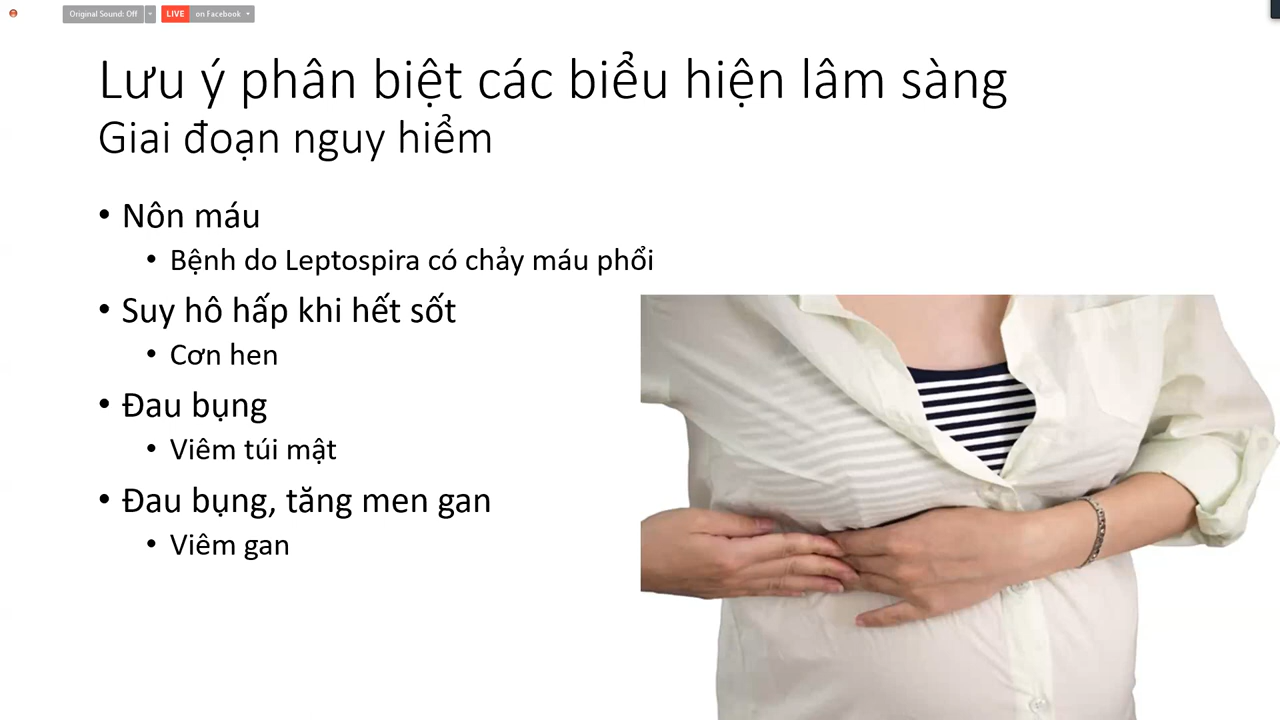 Original Sound: Off
LIVE on Facebook
Lưu ý phân biệt các biểu hiện lâm sàng
Giai đoạn nguy hiểm
• Nôn máu
• Bệnh do Leptospira có chảy máu phổi
• Suy hô hấp khi hết sốt
• Cơn hen
• Đau bụng
• Viêm túi mật
• Đau bụng, tăng men gan
• Viêm gan